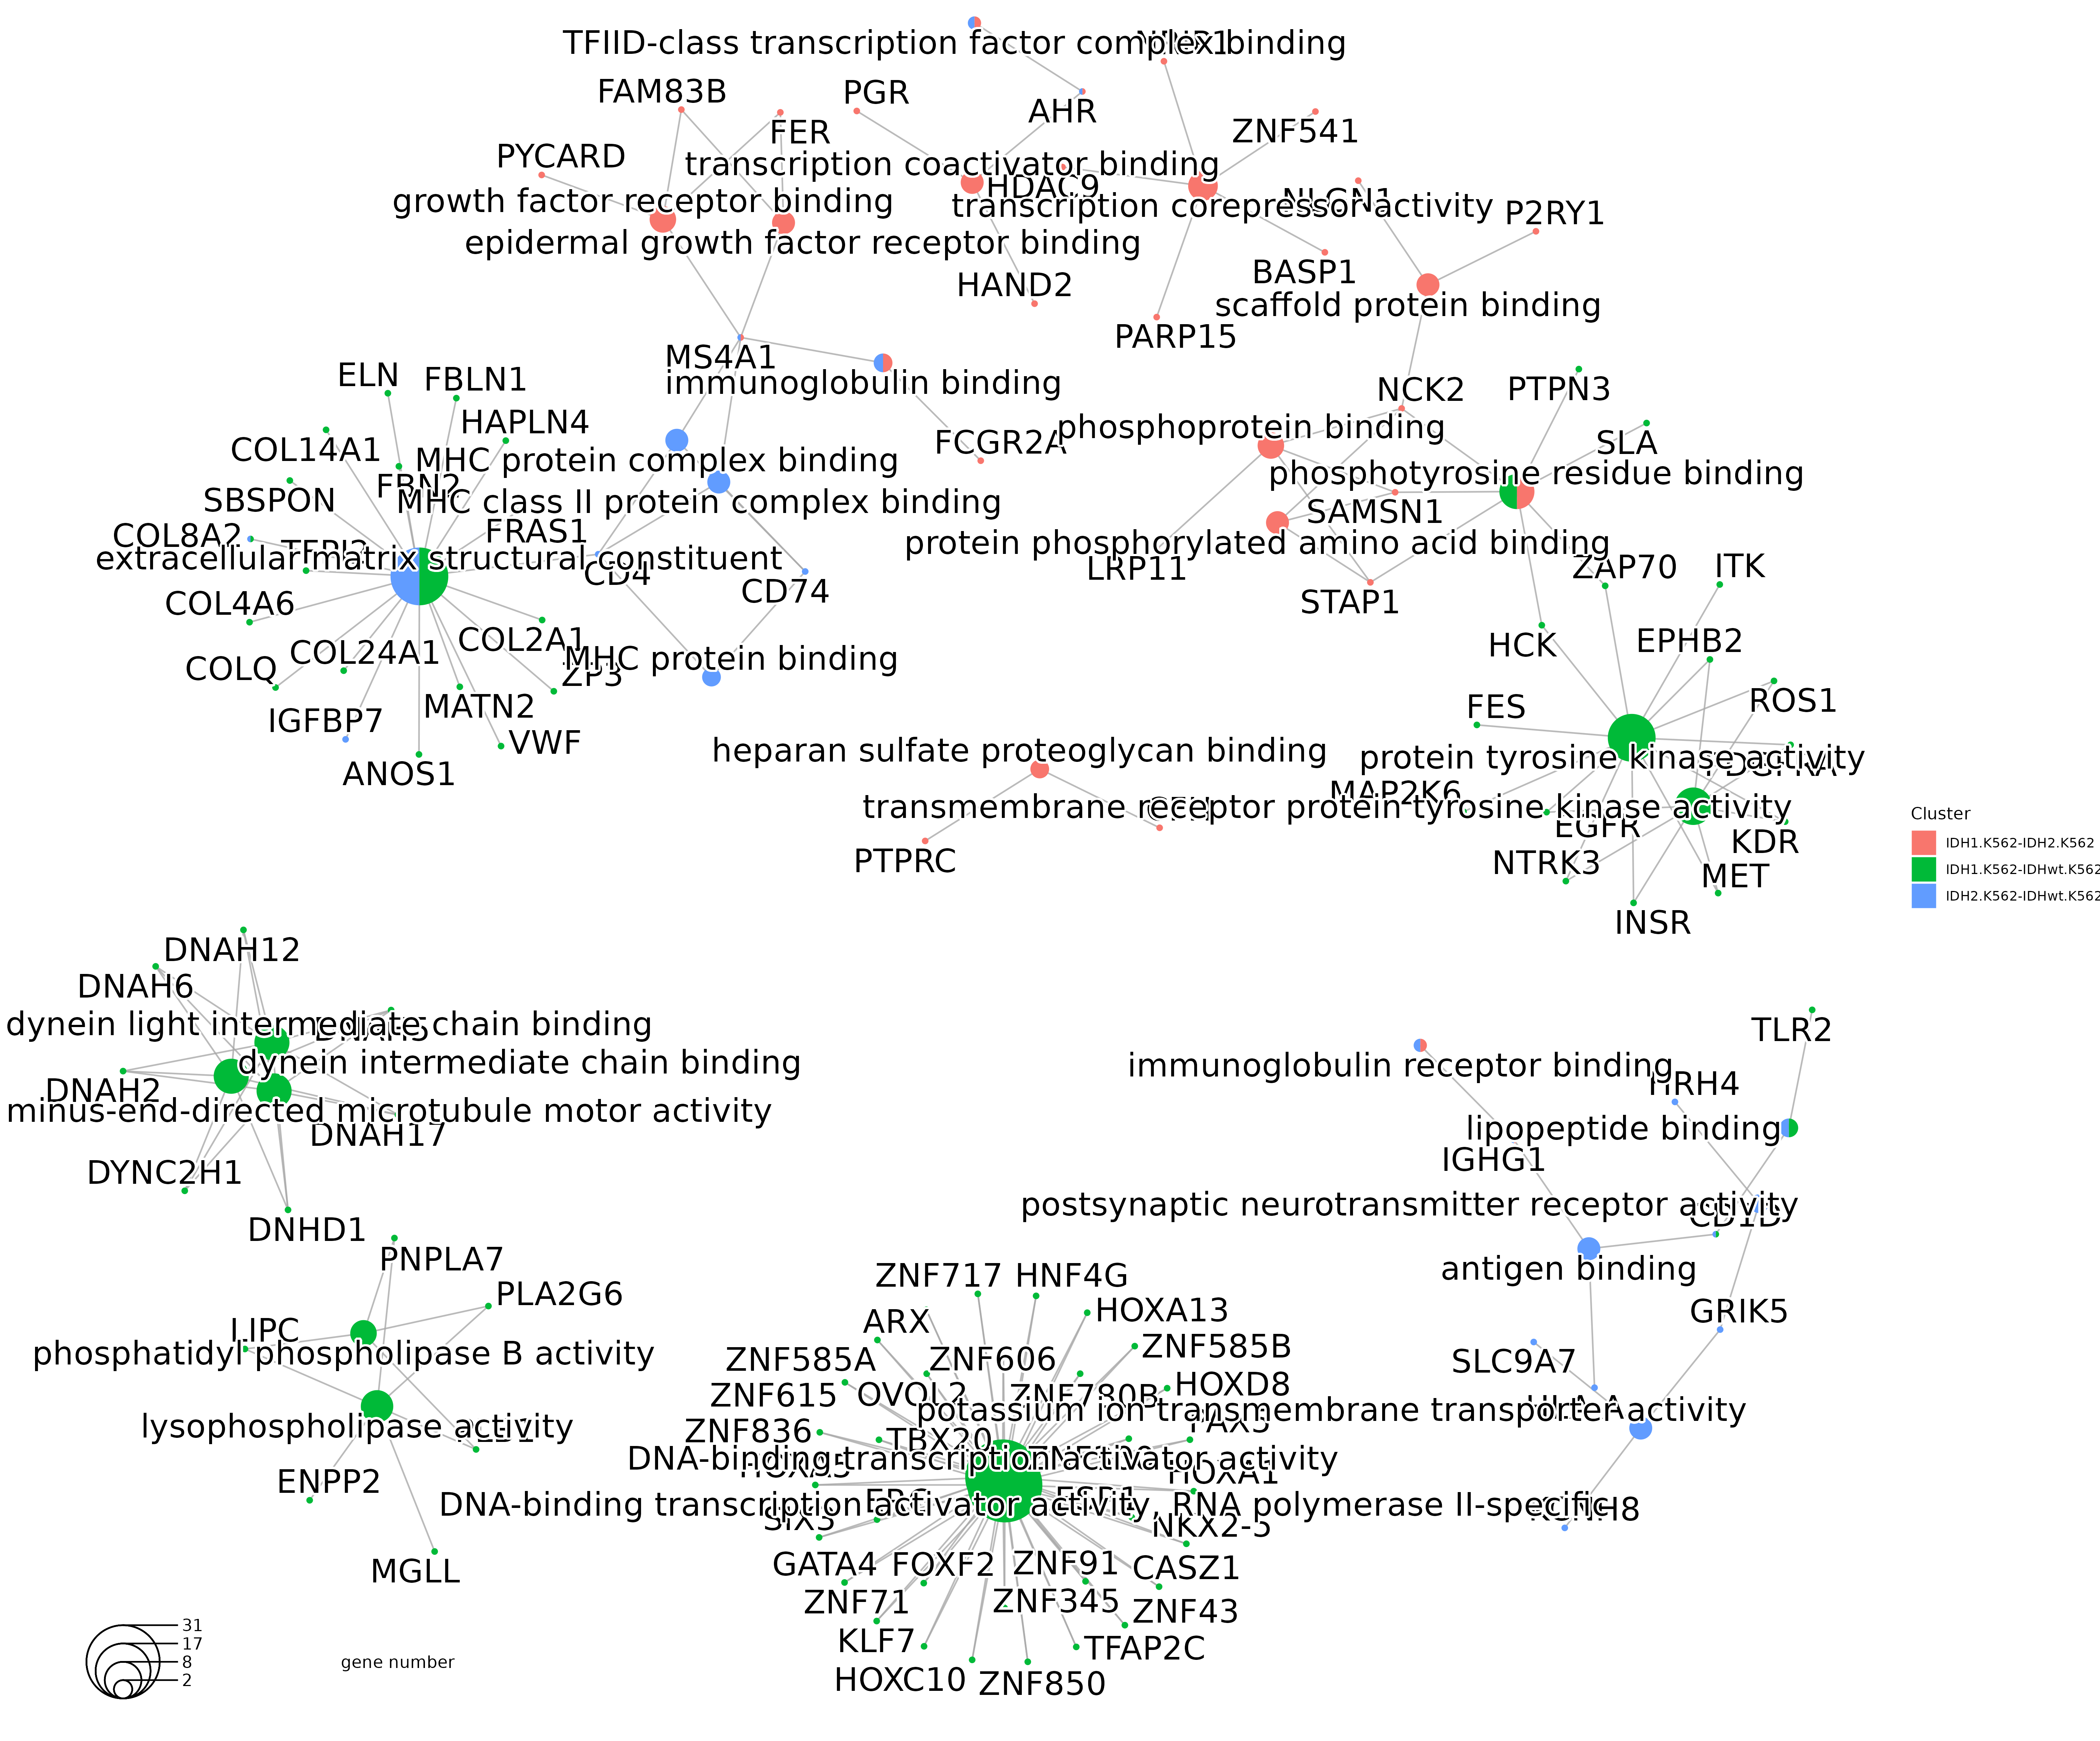 TFIID-class transcription factor complex binding
FAM83B
PGR
AHR
FER
ZNF541
PYCARD
transcription coactivator binding
HDAC9
growth factor receptor binding
transcription corepressor activity
NLGN1
P2RY1
epidermal growth factor receptor binding
HAND2
BASP1
scaffold protein binding
PARP15
MS4A1
immunoglobulin binding
ELN
FBLN1
NCK2
PTPN3
HAPLN4
phosphoprotein binding
COL14A1
FCGR2A
SLA
MHC protein complex binding
phosphotyrosine residue binding
FBN2
SBSPON
MHC class II protein complex binding
SAMSN1
COL8A2
FRAS1
protein phosphorylated amino acid binding
extracellular matrix structural constituent
CD4
LRP11
ZAP70
ITK
CD74
COL4A6
STAP1
COL2A1
HCK
EPHB2
COL24A1
MHC protein binding
COLQ
ZP3
MATN2
FES
ROS1
IGFBP7
VWF
heparan sulfate proteoglycan binding
protein tyrosine kinase activity
ANOS1
MAP2K6
transmembrane receptor protein tyrosine kinase activity
EGFR
KDR
PTPRC
NTRK3
MET
INSR
Cluster
IDH1.K562-IDH2.K562
IDH1.K562-IDHwt.K562
IDH2.K562-IDHwt.K562
DNAH12
DNAH6
dynein light intermediate chain binding
DNAH5
TLR2
dynein intermediate chain binding
immunoglobulin receptor binding
DNAH2
HRH4
minus-end-directed microtubule motor activity
lipopeptide binding
DNAH17
IGHG1
DYNC2H1
postsynaptic neurotransmitter receptor activity
CD1D
DNHD1
PNPLA7
antigen binding
ZNF717
HNF4G
PLA2G6
HOXA13
GRIK5
LIPC
ARX
ZNF585B
phosphatidyl phospholipase B activity
ZNF585A
ZNF606
SLC9A7
ZNF615
OVOL2
ZNF780B
HOXD8
potassium ion transmembrane transporter activity
PAX5
lysophospholipase activity
ZNF836
TBX20
DNA-binding transcription activator activity
HOXA1
ENPP2
DNA-binding transcription activator activity, RNA polymerase II-specific
NKX2-5
GATA4
FOXF2
ZNF91
CASZ1
MGLL
ZNF71
ZNF345
ZNF43
KLF7
TFAP2C
HOXC10
ZNF850
31
17
8
2
gene number